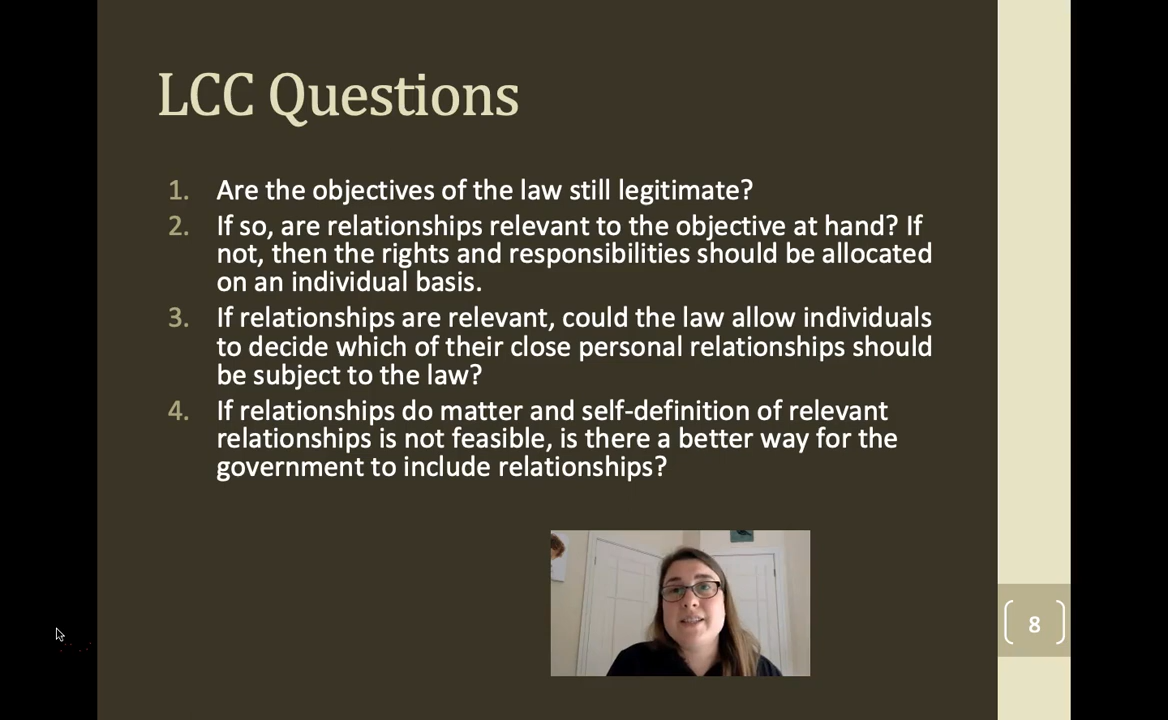 LCC Questions
1. Are the objectives of the law still legitimate?
2. If so, are relationships relevant to the objective at hand? If
not, then the rights and responsibilities should be allocated
on an individual basis.
3. If relationships are relevant, could the law allow individuals
to decide which of their close personal relationships should
be subject to the law?
4. If relationships do matter and self-definition of relevant
relationships is not feasible, is there a better way for the
government to include relationships?
8